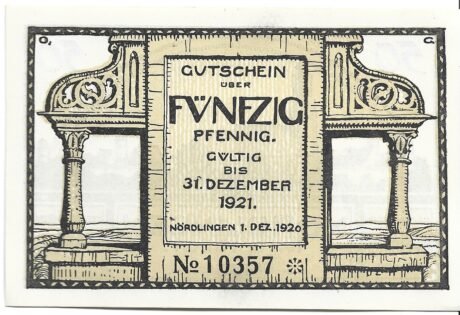 O. G.
GUTSCHEIN
ÜBER
FÜNFZIG
PFENNIG.
GÜLTIG
BIS
31. DEZEMBER
1921.
NÖRDLINGEN 1. DEZ. 1920
No 10357